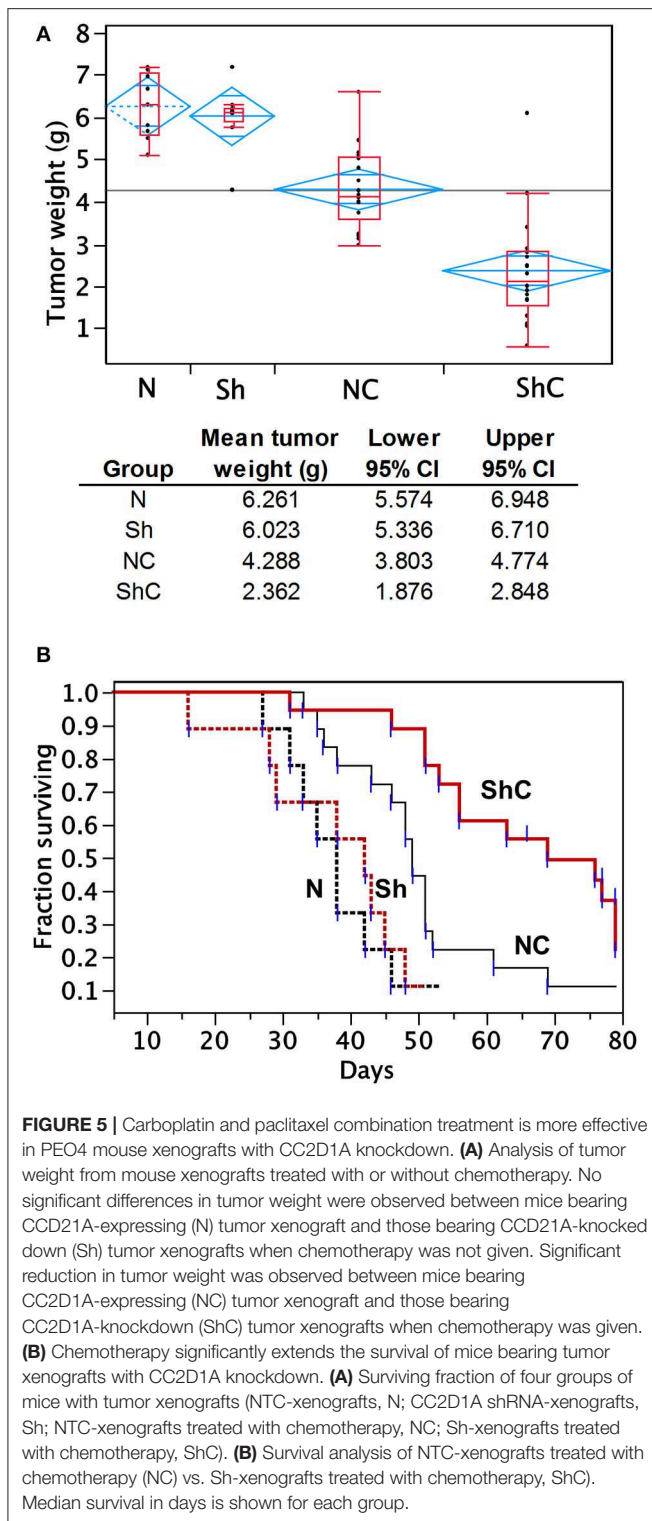 A
8
7
6
5
4
3
2
1
Tumor weight (g)
N Sh NC ShC
Mean tumor Lower Upper
Group weight (g) 95% CI 95% CI
N 6.261 5.574 6.948
Sh 6.023 5.336 6.710
NC 4.288 3.803 4.774
ShC 2.362 1.876 2.848
B
1.0
0.9
0.8
0.7
0.6
0.5
0.4
0.3
0.2
0.1
Fraction surviving
ShC
N Sh
NC
10 20 30 40 50 60 70 80
Days
FIGURE 5 | Carboplatin and paclitaxel combination treatment is more effective
in PEO4 mouse xenografts with CC2D1A knockdown. (A) Analysis of tumor
weight from mouse xenografts treated with or without chemotherapy. No
significant differences in tumor weight were observed between mice bearing
CCD21A-expressing (N) tumor xenograft and those bearing CCD21A-knocked
down (Sh) tumor xenografts when chemotherapy was not given. Significant
reduction in tumor weight was observed between mice bearing
CC2D1A-expressing (NC) tumor xenograft and those bearing
CC2D1A-knockdown (ShC) tumor xenografts when chemotherapy was given.
(B) Chemotherapy significantly extends the survival of mice bearing tumor
xenografts with CC2D1A knockdown. (A) Surviving fraction of four groups of
mice with tumor xenografts (NTC-xenografts, N; CC2D1A shRNA-xenografts,
Sh; NTC-xenografts treated with chemotherapy, NC; Sh-xenografts treated
with chemotherapy, ShC). (B) Survival analysis of NTC-xenografts treated with
chemotherapy (NC) vs. Sh-xenografts treated with chemotherapy, ShC).
Median survival in days is shown for each group.